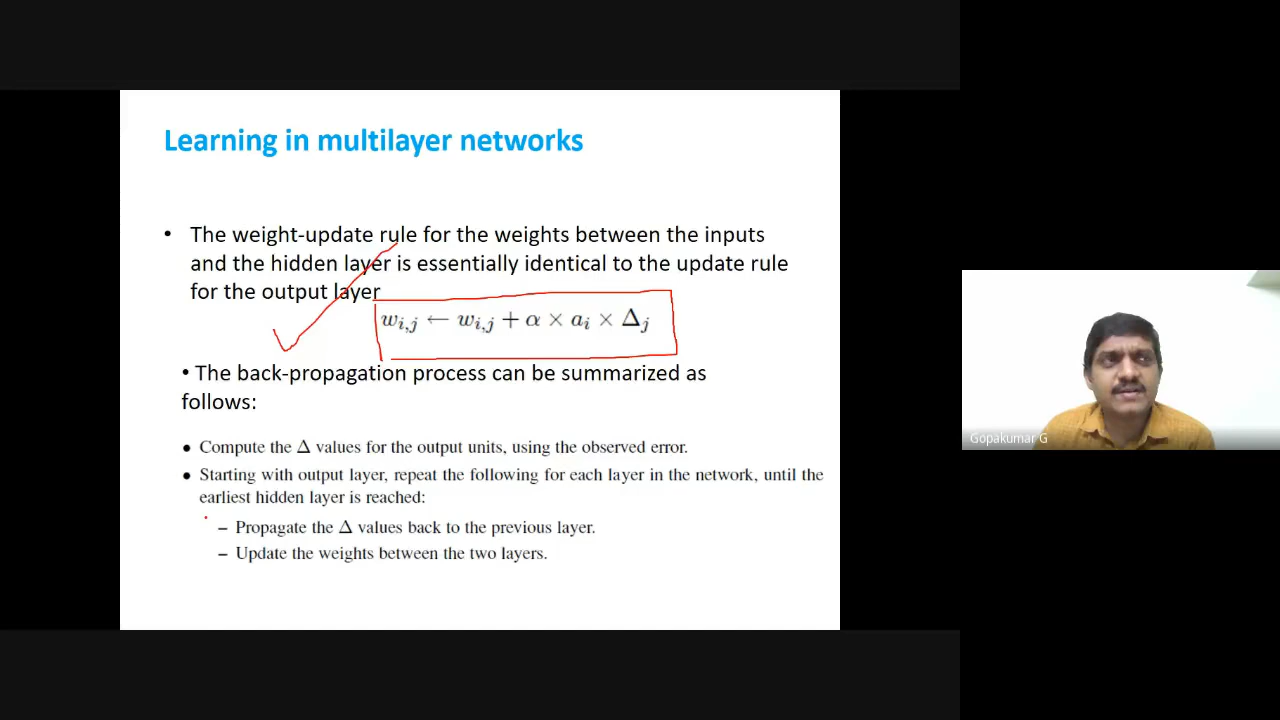 Learning in multilayer networks
• The weight-update rule for the weights between the inputs
and the hidden layer is essentially identical to the update rule
for the output layer
w_{i,j} ← w_{i,j} + α × a_i × Δ_j
• The back-propagation process can be summarized as
follows:
• Compute the Δ values for the output units, using the observed error.
• Starting with output layer, repeat the following for each layer in the network, until the
earliest hidden layer is reached:
– Propagate the Δ values back to the previous layer.
– Update the weights between the two layers.
Gopakumar G